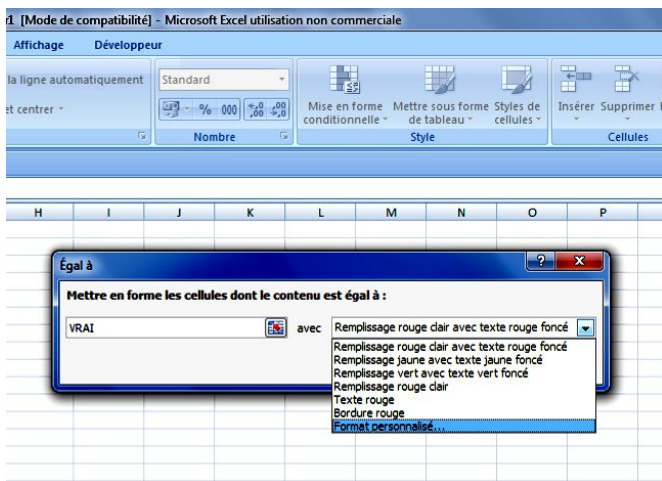 r1 [Mode de compatibilité] - Microsoft Excel utilisation non commerciale
Affichage Développeur
la ligne automatiquement Standard
et centrer % 000 ,00 ,00 ,0 Mise en forme conditionnelle Mettre sous forme de tableau Styles de cellules Insérer Supprimer
Nombre Style Cellules
H I J K L M N O P
Égal à
Mettre en forme les cellules dont le contenu est égal à :
VRAI avec Remplissage rouge clair avec texte rouge foncé
Remplissage rouge clair avec texte rouge foncé
Remplissage jaune avec texte jaune foncé
Remplissage vert avec texte vert foncé
Remplissage rouge clair
Texte rouge
Bordure rouge
Format personnalisé...